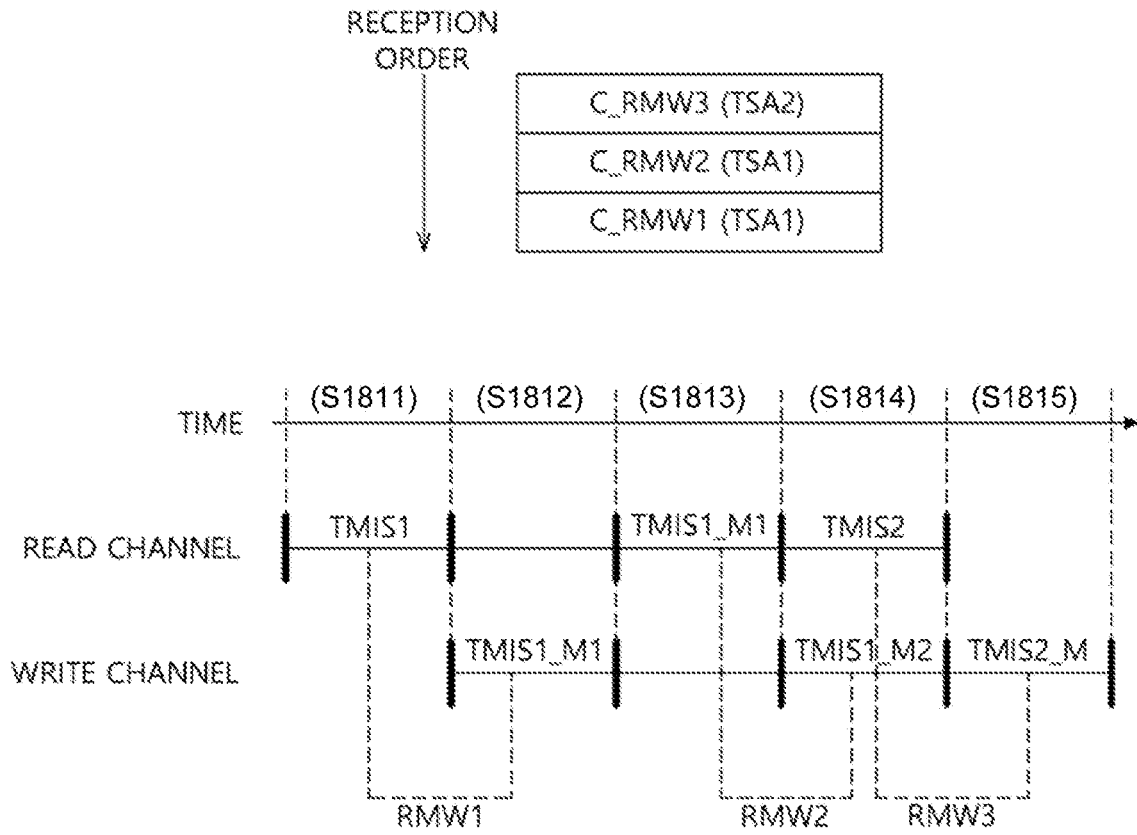 RECEPTION
ORDER
C_RMW3 (TSA2)
C_RMW2 (TSA1)
C_RMW1 (TSA1)
(S1811) (S1812) (S1813) (S1814) (S1815)
TIME
TMIS1 TMIS1_M1 TMIS2
READ CHANNEL
TMIS1_M1 TMIS1_M2 TMIS2_M
WRITE CHANNEL
RMW1 RMW2 RMW3